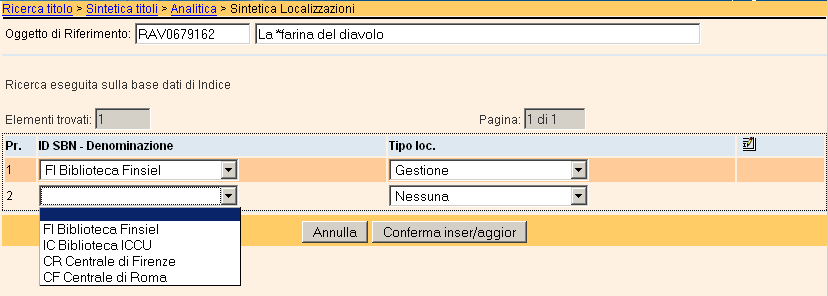 Ricerca titolo > Sintetica titoli > Analitica > Sintetica Localizzazioni
Oggetto di Riferimento: RAV0679162 La *farina del diavolo
Ricerca eseguita sulla base dati di Indice
Elementi trovati: 1 Pagina: 1 di 1
Pr. ID SBN - Denominazione Tipo loc.
1 FI Biblioteca Finsiel Gestione
2 Nessuna
FI Biblioteca Finsiel
IC Biblioteca ICCU
CR Centrale di Firenze
CF Centrale di Roma
Annulla Conferma inser/aggior